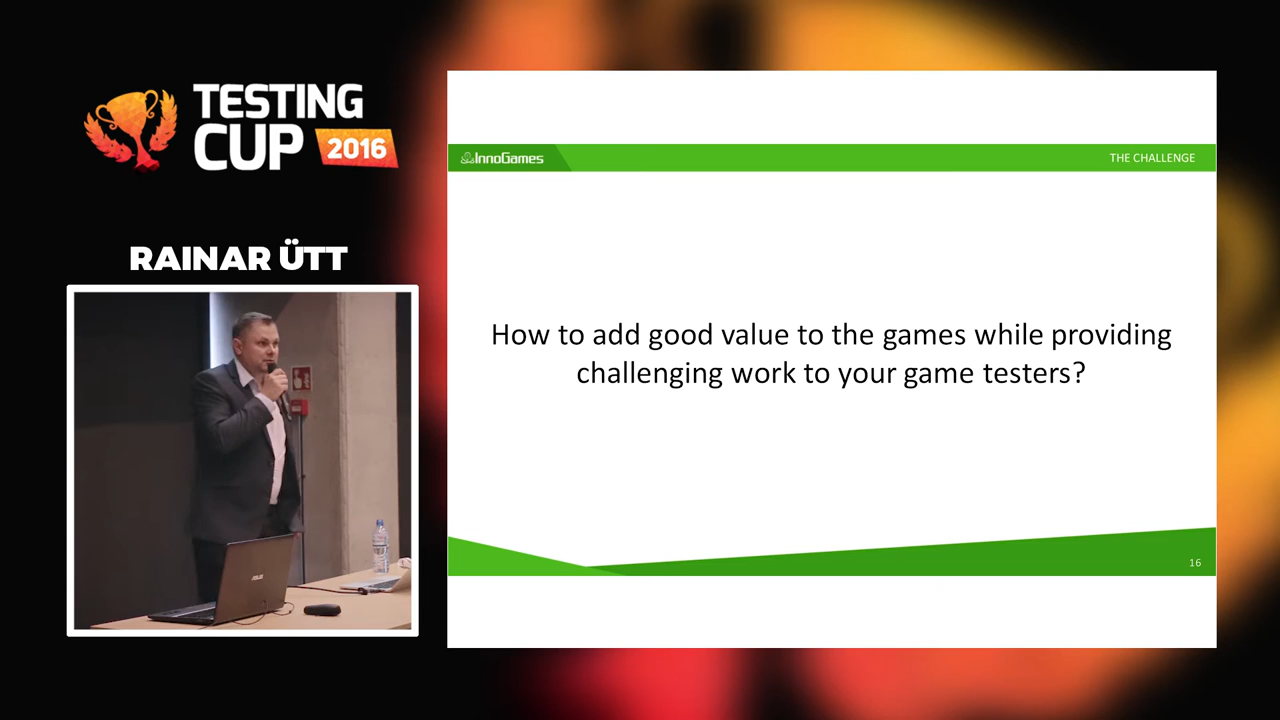 TESTING
CUP 2016
RAINAR ÜTT
InnoGames
THE CHALLENGE
How to add good value to the games while providing
challenging work to your game testers?
16
ASUS